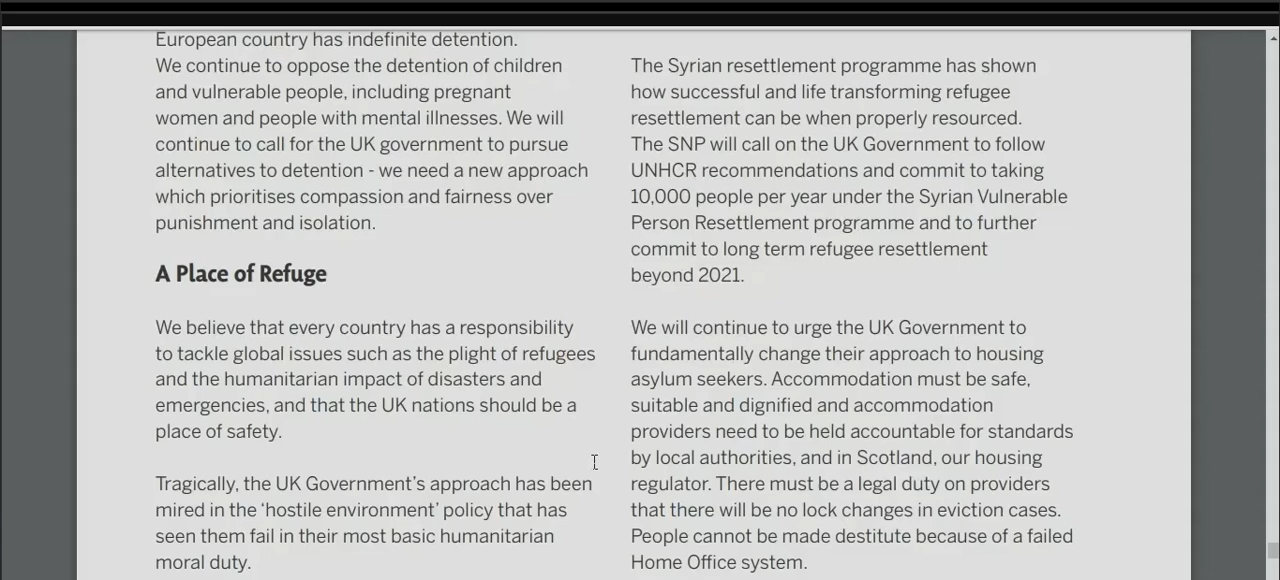 European country has indefinite detention.
We continue to oppose the detention of children
and vulnerable people, including pregnant
women and people with mental illnesses. We will
continue to call for the UK government to pursue
alternatives to detention - we need a new approach
which prioritises compassion and fairness over
punishment and isolation.
A Place of Refuge
We believe that every country has a responsibility
to tackle global issues such as the plight of refugees
and the humanitarian impact of disasters and
emergencies, and that the UK nations should be a
place of safety.
Tragically, the UK Government’s approach has been
mired in the ‘hostile environment’ policy that has
seen them fail in their most basic humanitarian
moral duty.
The Syrian resettlement programme has shown
how successful and life transforming refugee
resettlement can be when properly resourced.
The SNP will call on the UK Government to follow
UNHCR recommendations and commit to taking
10,000 people per year under the Syrian Vulnerable
Person Resettlement programme and to further
commit to long term refugee resettlement
beyond 2021.
We will continue to urge the UK Government to
fundamentally change their approach to housing
asylum seekers. Accommodation must be safe,
suitable and dignified and accommodation
providers need to be held accountable for standards
by local authorities, and in Scotland, our housing
regulator. There must be a legal duty on providers
that there will be no lock changes in eviction cases.
People cannot be made destitute because of a failed
Home Office system.